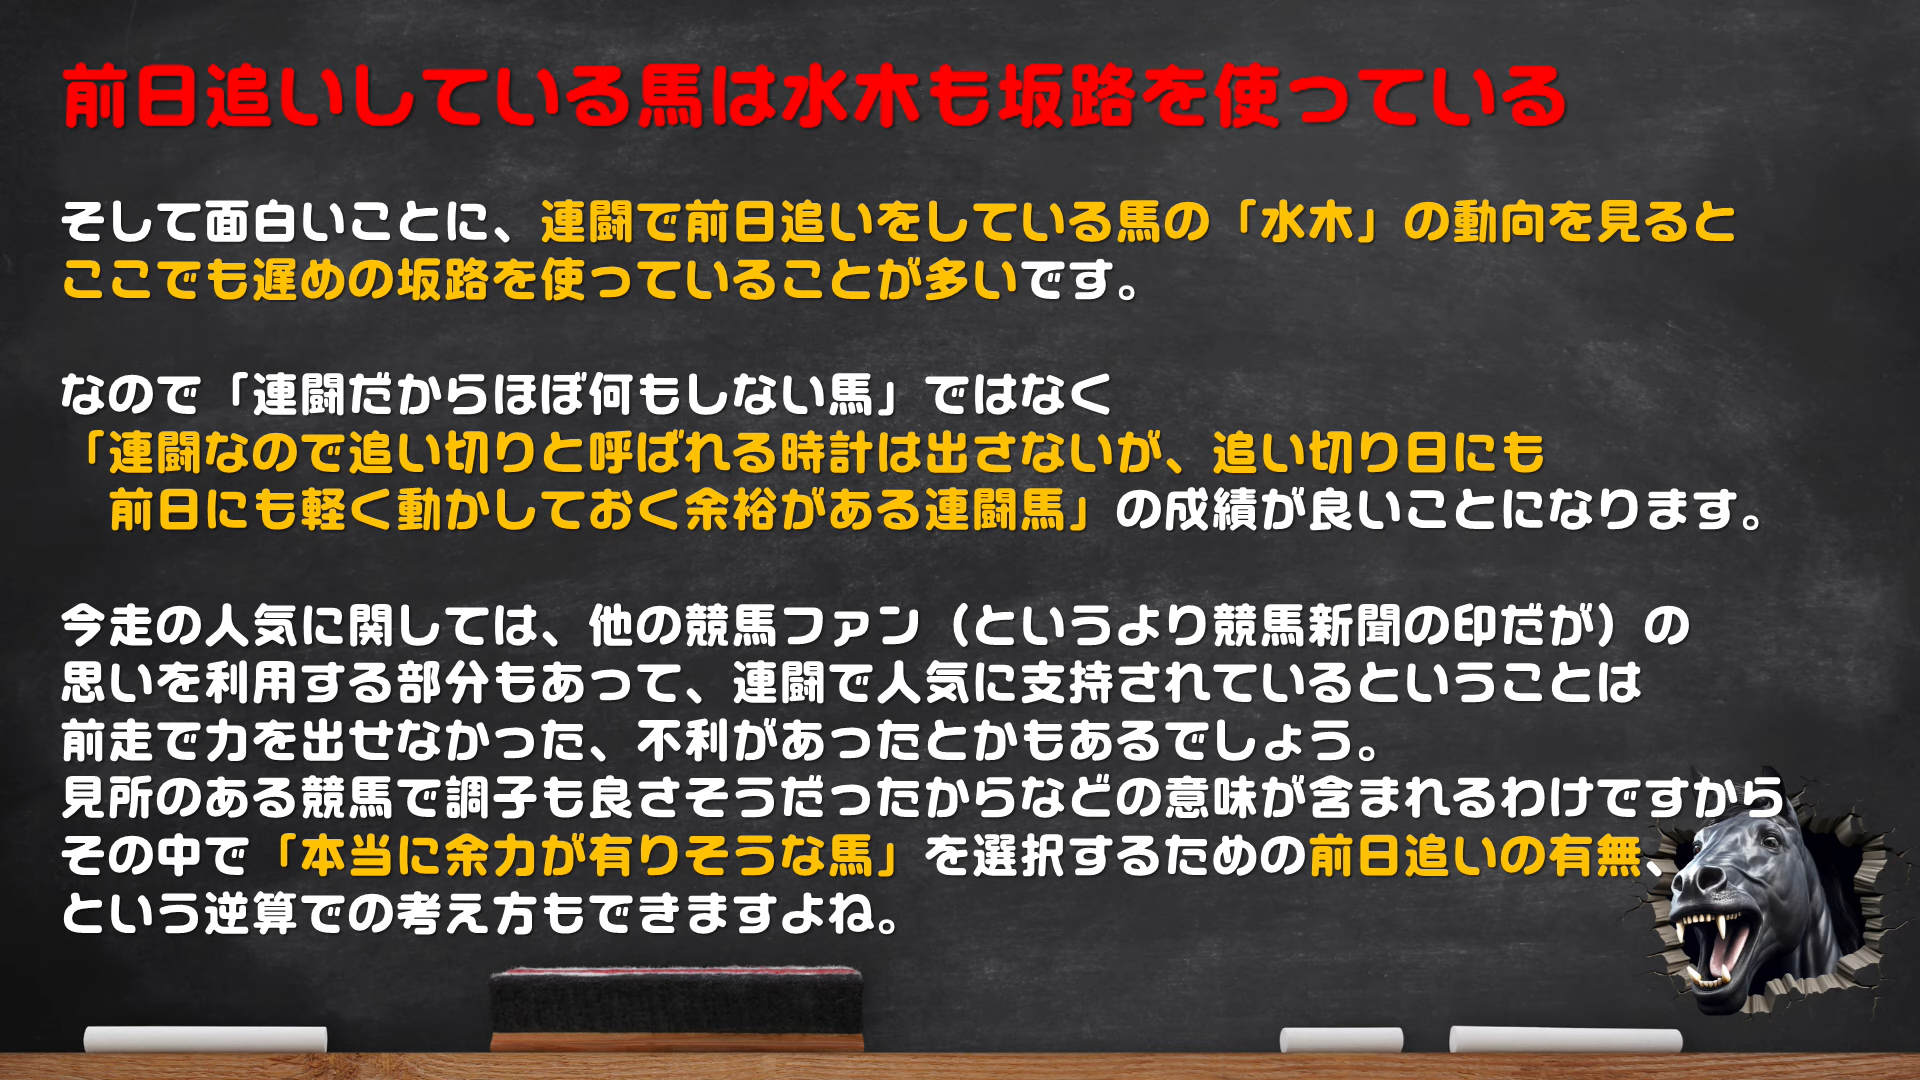 前日追いしている馬は水木も坂路を使っている
そして面白いことに、連闘で前日追いをしている馬の「水木」の動向を見ると
ここでも遅めの坂路を使っていることが多いです。
なので「連闘だからほぼ何もしない馬」ではなく
「連闘なので追い切りと呼ばれる時計は出さないが、追い切り日にも
前日にも軽く動かしておく余裕がある連闘馬」の成績が良いことになります。
今走の人気に関しては、他の競馬ファン（というより競馬新聞の印だが）の
思いを利用する部分もあって、連闘で人気に支持されているということは
前走で力を出せなかった、不利があったとかもあるでしょう。
見所のある競馬で調子も良さそうだったからなどの意味が含まれるわけですから
その中で「本当に余力が有りそうな馬」を選択するための前日追いの有無、
という逆算での考え方もできますよね。